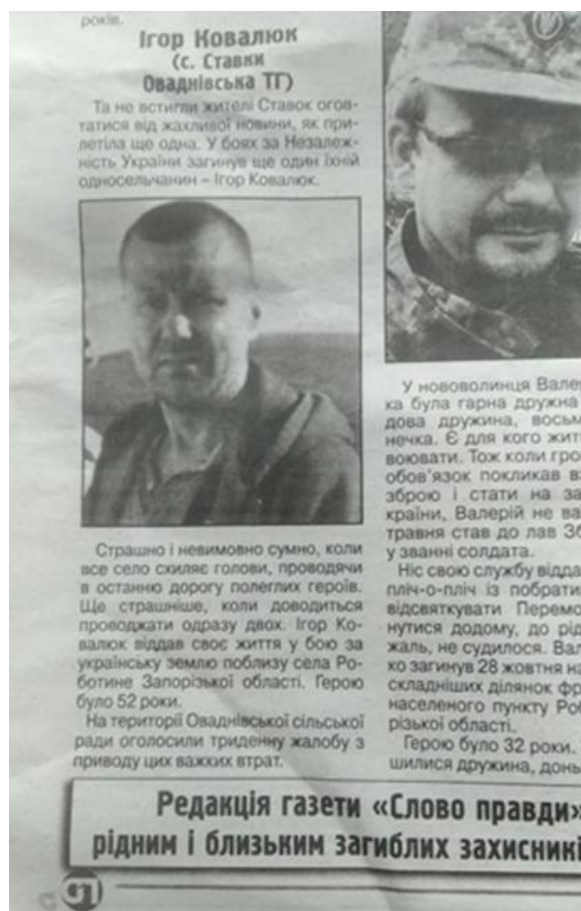 років.
Ігор Ковалюк
(с. Ставки
Оваднівська ТГ)
Та не встигли жителі Ставок огов-
татися від жахливої новини, як при-
летіла ще одна. У боях за Незалеж-
ність України загинув ще один їхній
односельчанин – Ігор Ковалюк.
Страшно і невимовно сумно, коли
все село схиляє голови, проводячи
в останню дорогу полеглих героїв.
Ще страшніше, коли доводиться
проводжати одразу двох. Ігор Ко-
валюк віддав своє життя у бою за
українську землю поблизу села Ро-
ботине Запорізької області. Герою
було 52 роки.
На території Оваднівської сільської
ради оголосили триденну жалобу з
приводу цих важких втрат.
У нововолинця Вале
ка була гарна дружна
дова дружина, восьм
нечка. Є для кого жит
воювати. Тож коли гро
обов'язок покликав вз
зброю і стати на за
країни, Валерій не ва
травня став до лав Зб
у званні солдата.
Ніс свою службу відда
пліч-о-пліч із побрати
відсвяткувати Перемо
нутися додому, до рід
жаль, не судилося. Вал
ко загинув 28 жовтня на
складніших ділянок фр
населеного пункту Роб
різької області.
Герою було 32 роки.
шилися дружина, донь
Редакція газети «Слово правди»
рідним і близьким загиблих захисникі